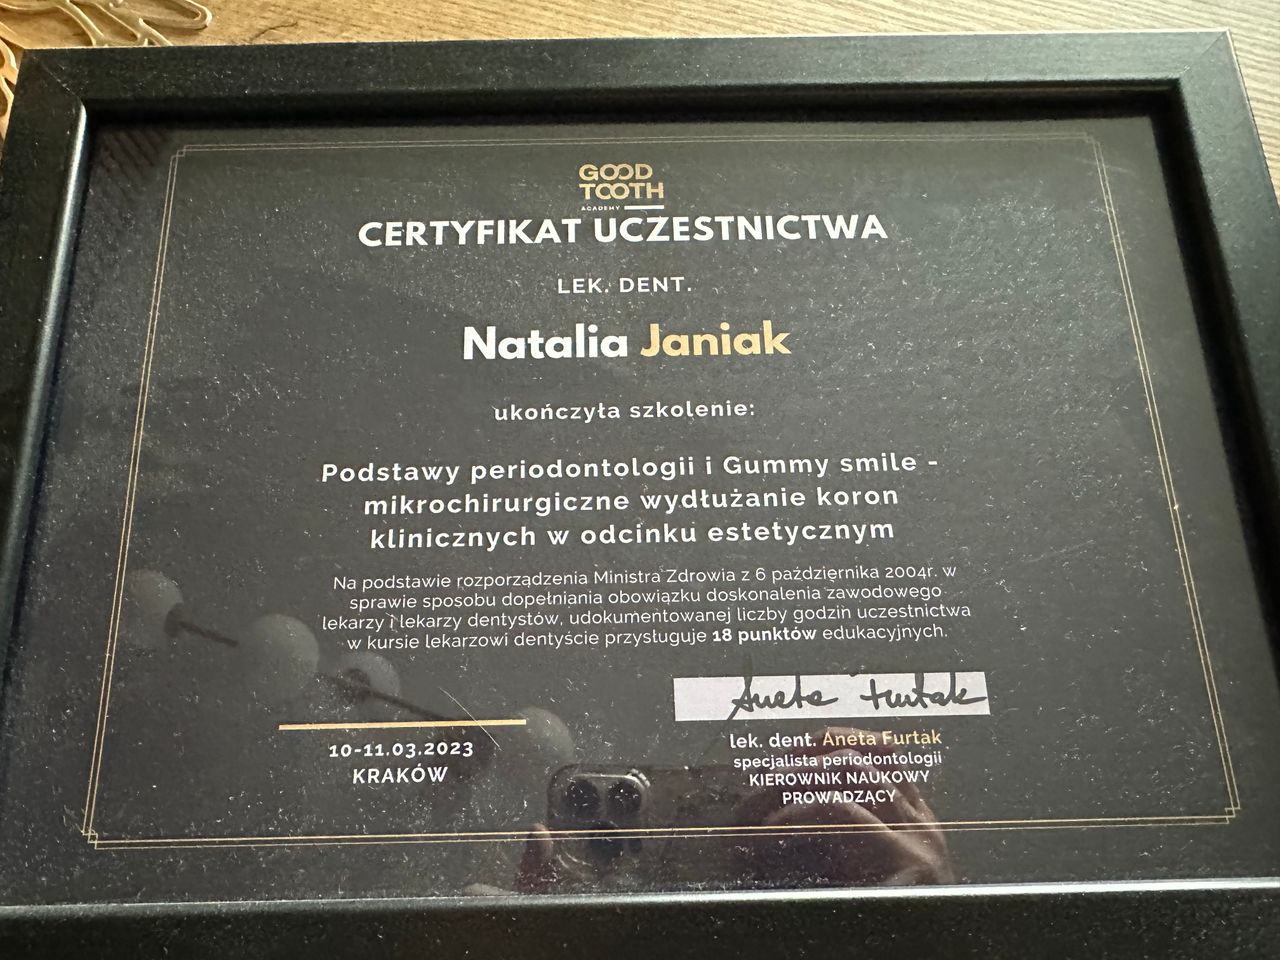 GOOD
TOOTH
ACADEMY
CERTYFIKAT UCZESTNICTWA
LEK. DENT.
Natalia Janiak
ukończyła szkolenie:
Podstawy periodontologii i Gummy smile -
mikrochirurgiczne wydłużanie koron
klinicznych w odcinku estetycznym
Na podstawie rozporządzenia Ministra Zdrowia z 6 października 2004r. w
sprawie sposobu dopełniania obowiązku doskonalenia zawodowego
lekarzy i lekarzy dentystów, udokumentowanej liczby godzin uczestnictwa
w kursie lekarzowi dentyście przysługuje 18 punktów edukacyjnych.
Aneta Furtak
10-11.03.2023
KRAKÓW
lek. dent. Aneta Furtak
specjalista periodontologii
KIEROWNIK NAUKOWY
PROWADZĄCY